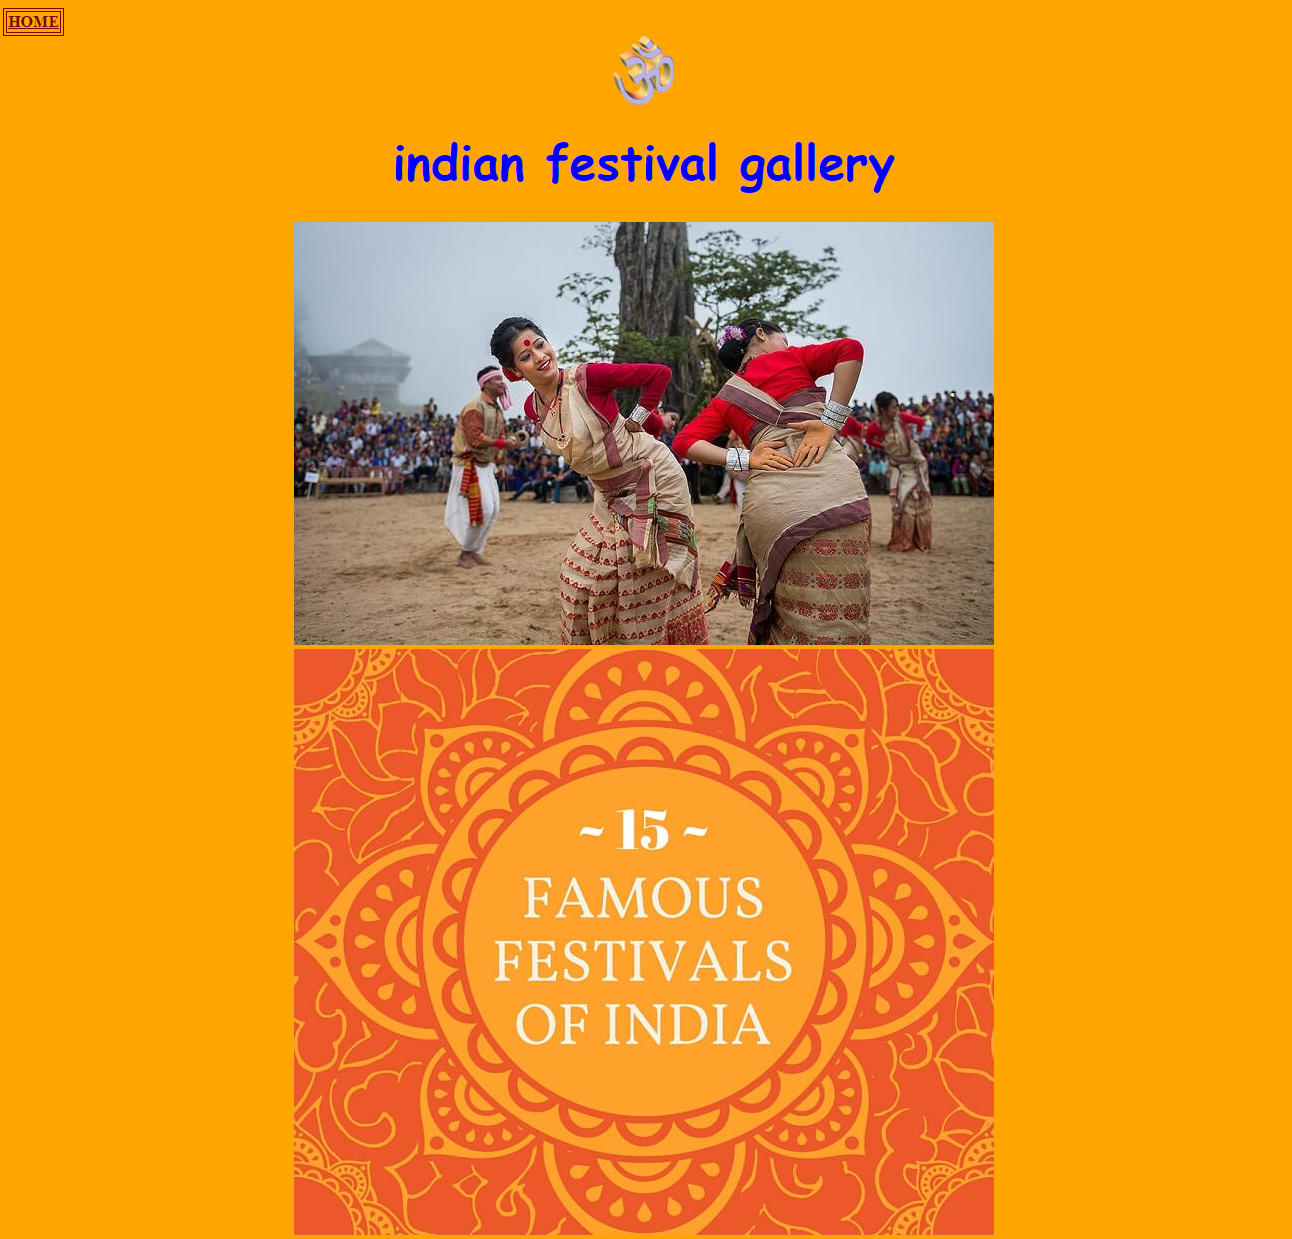 HOME
ॐ
indian festival gallery
~ 15 ~
FAMOUS
FESTIVALS
OF INDIA